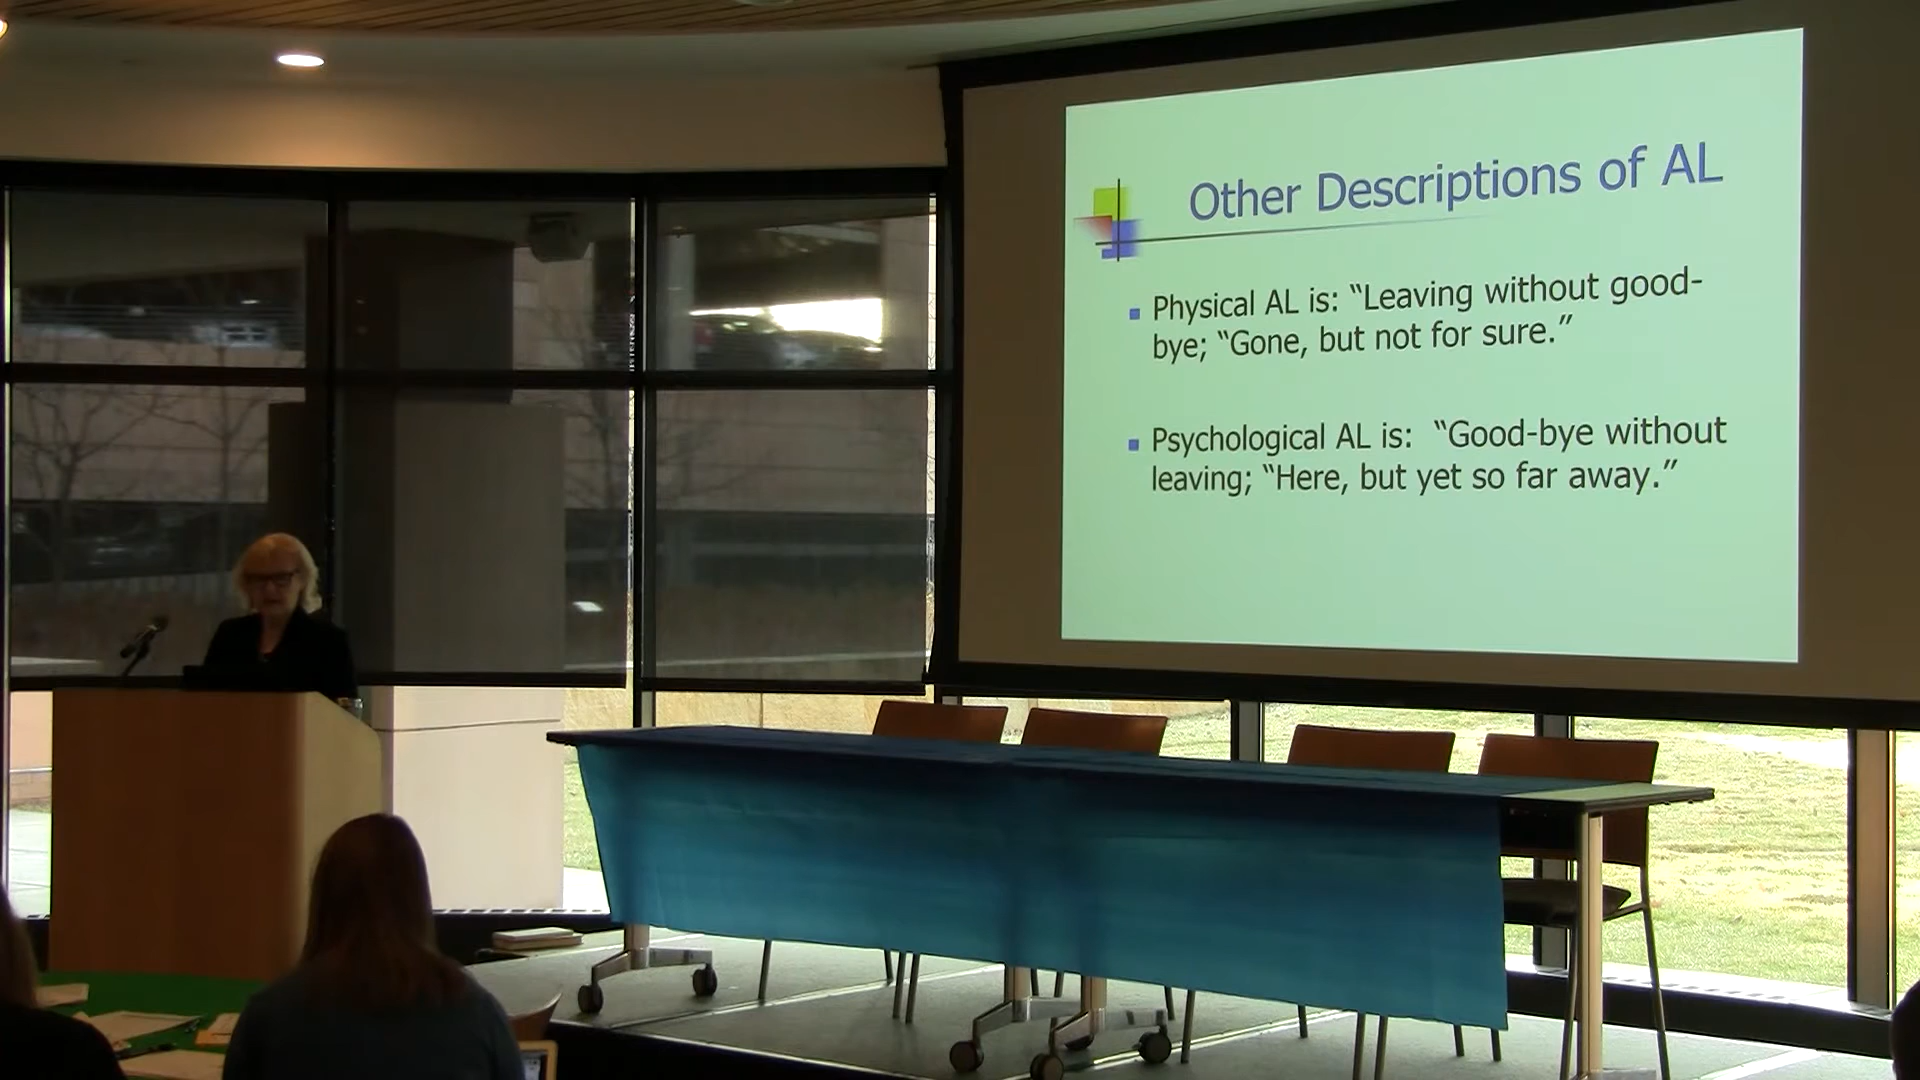 Other Descriptions of AL
Physical AL is: “Leaving without good-
bye; “Gone, but not for sure.”
Psychological AL is: “Good-bye without
leaving; “Here, but yet so far away.”